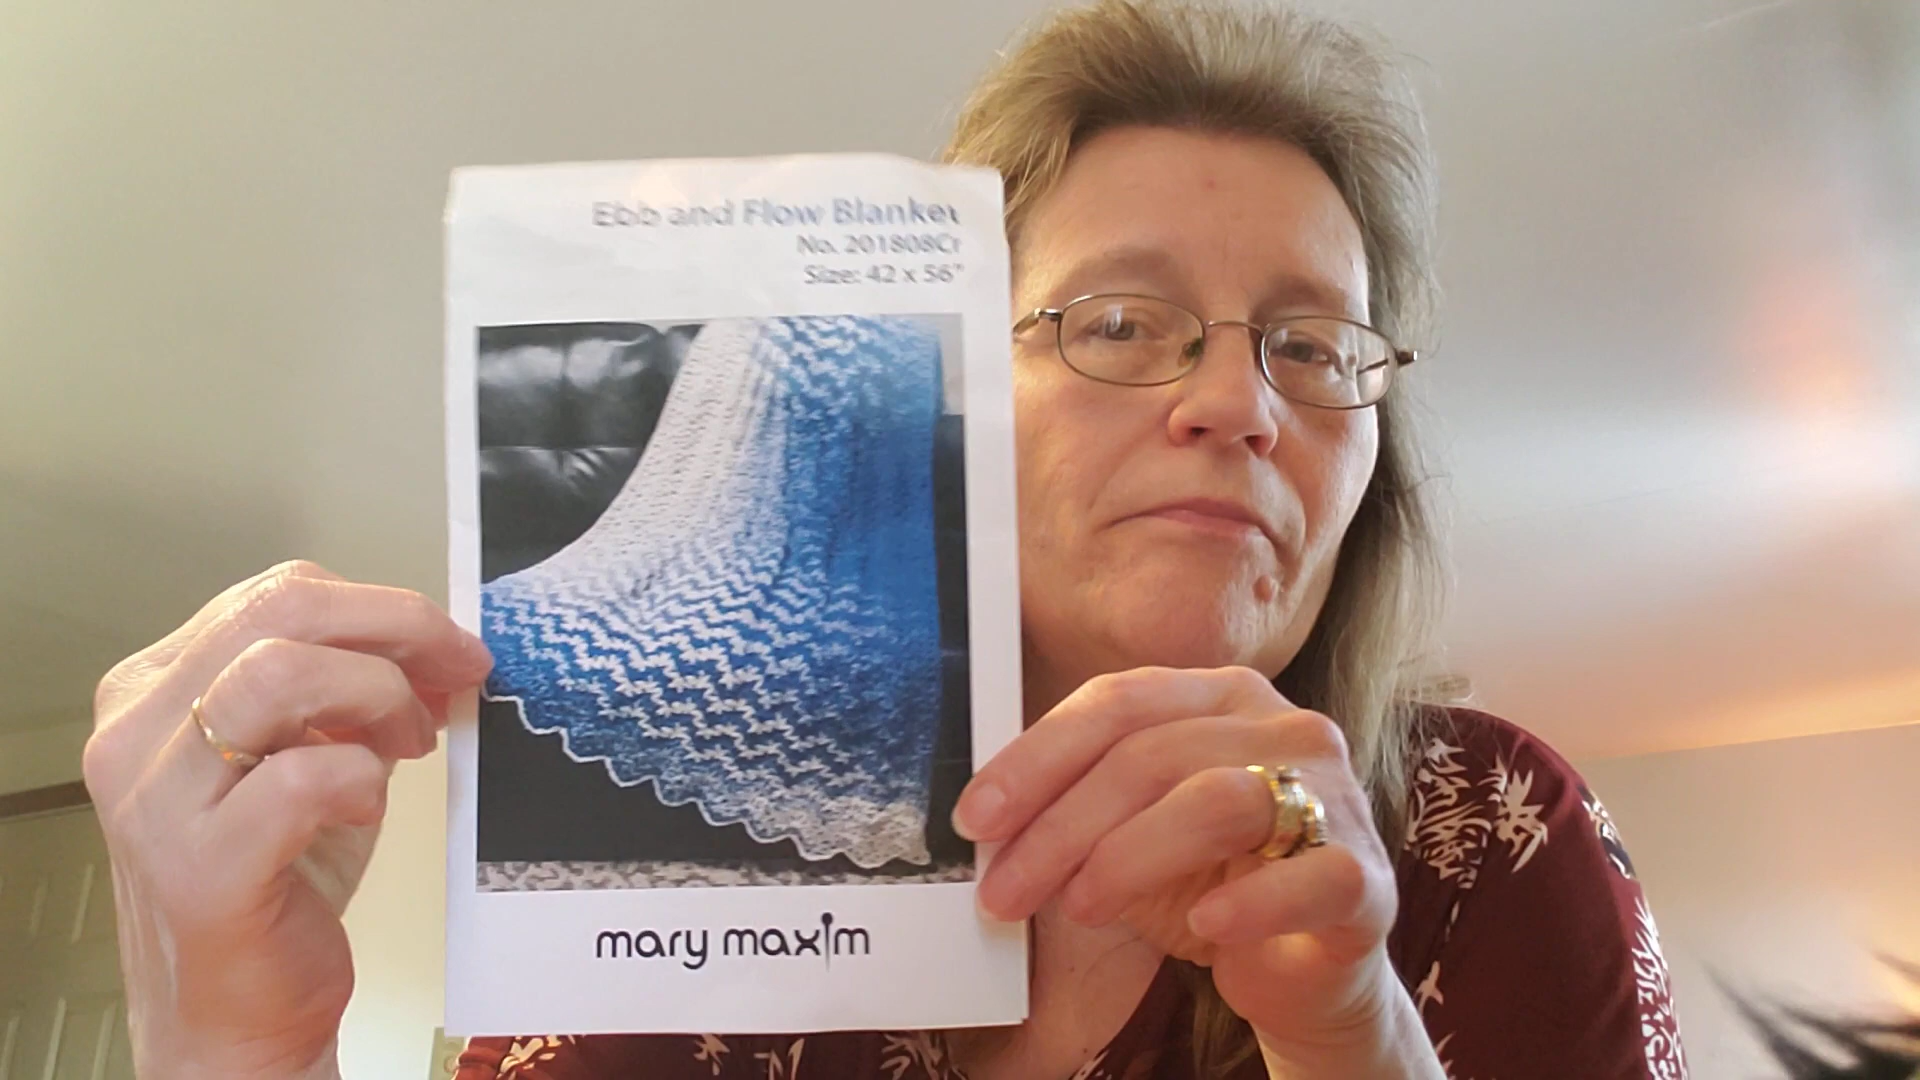 Ebb and Flow Blanket
No. 201808Cr
Size: 42 x 56"
mary maxim